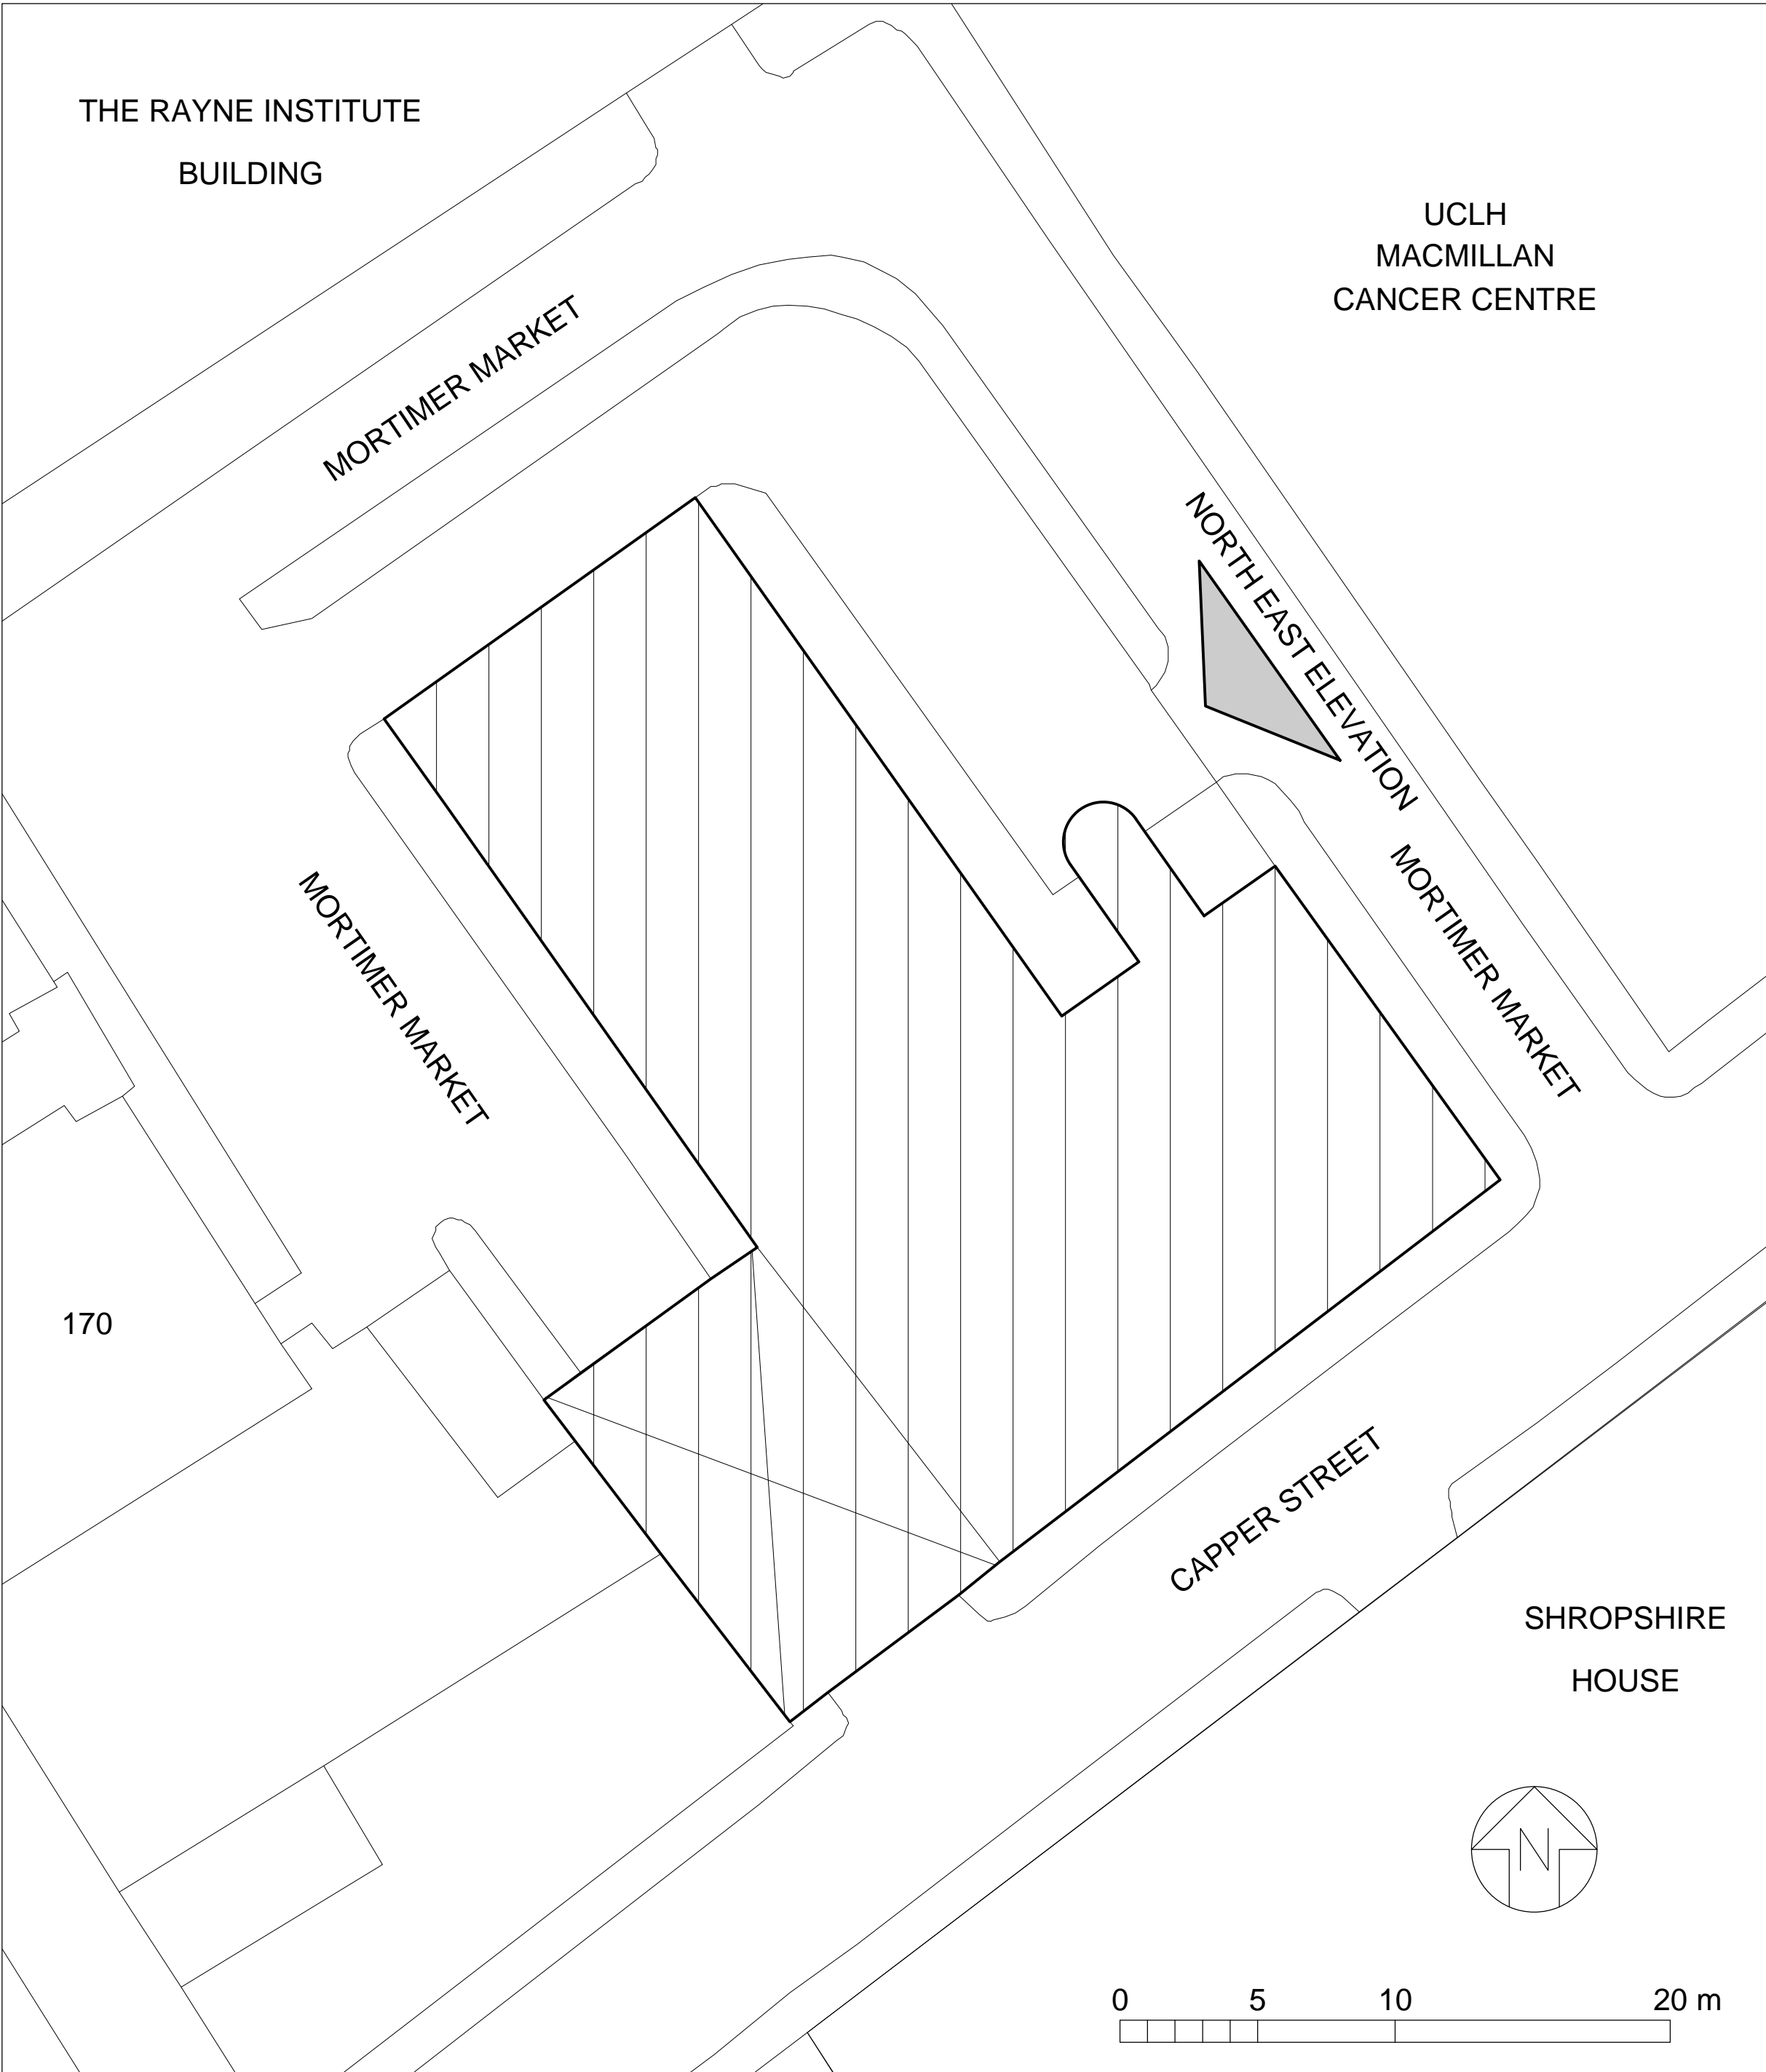 THE RAYNE INSTITUTE
BUILDING
UCLH
MACMILLAN
CANCER CENTRE
MORTIMER MARKET
NORTH EAST ELEVATION
MORTIMER MARKET
MORTIMER MARKET
170
CAPPER STREET
SHROPSHIRE
HOUSE
N
0 5 10 20 m